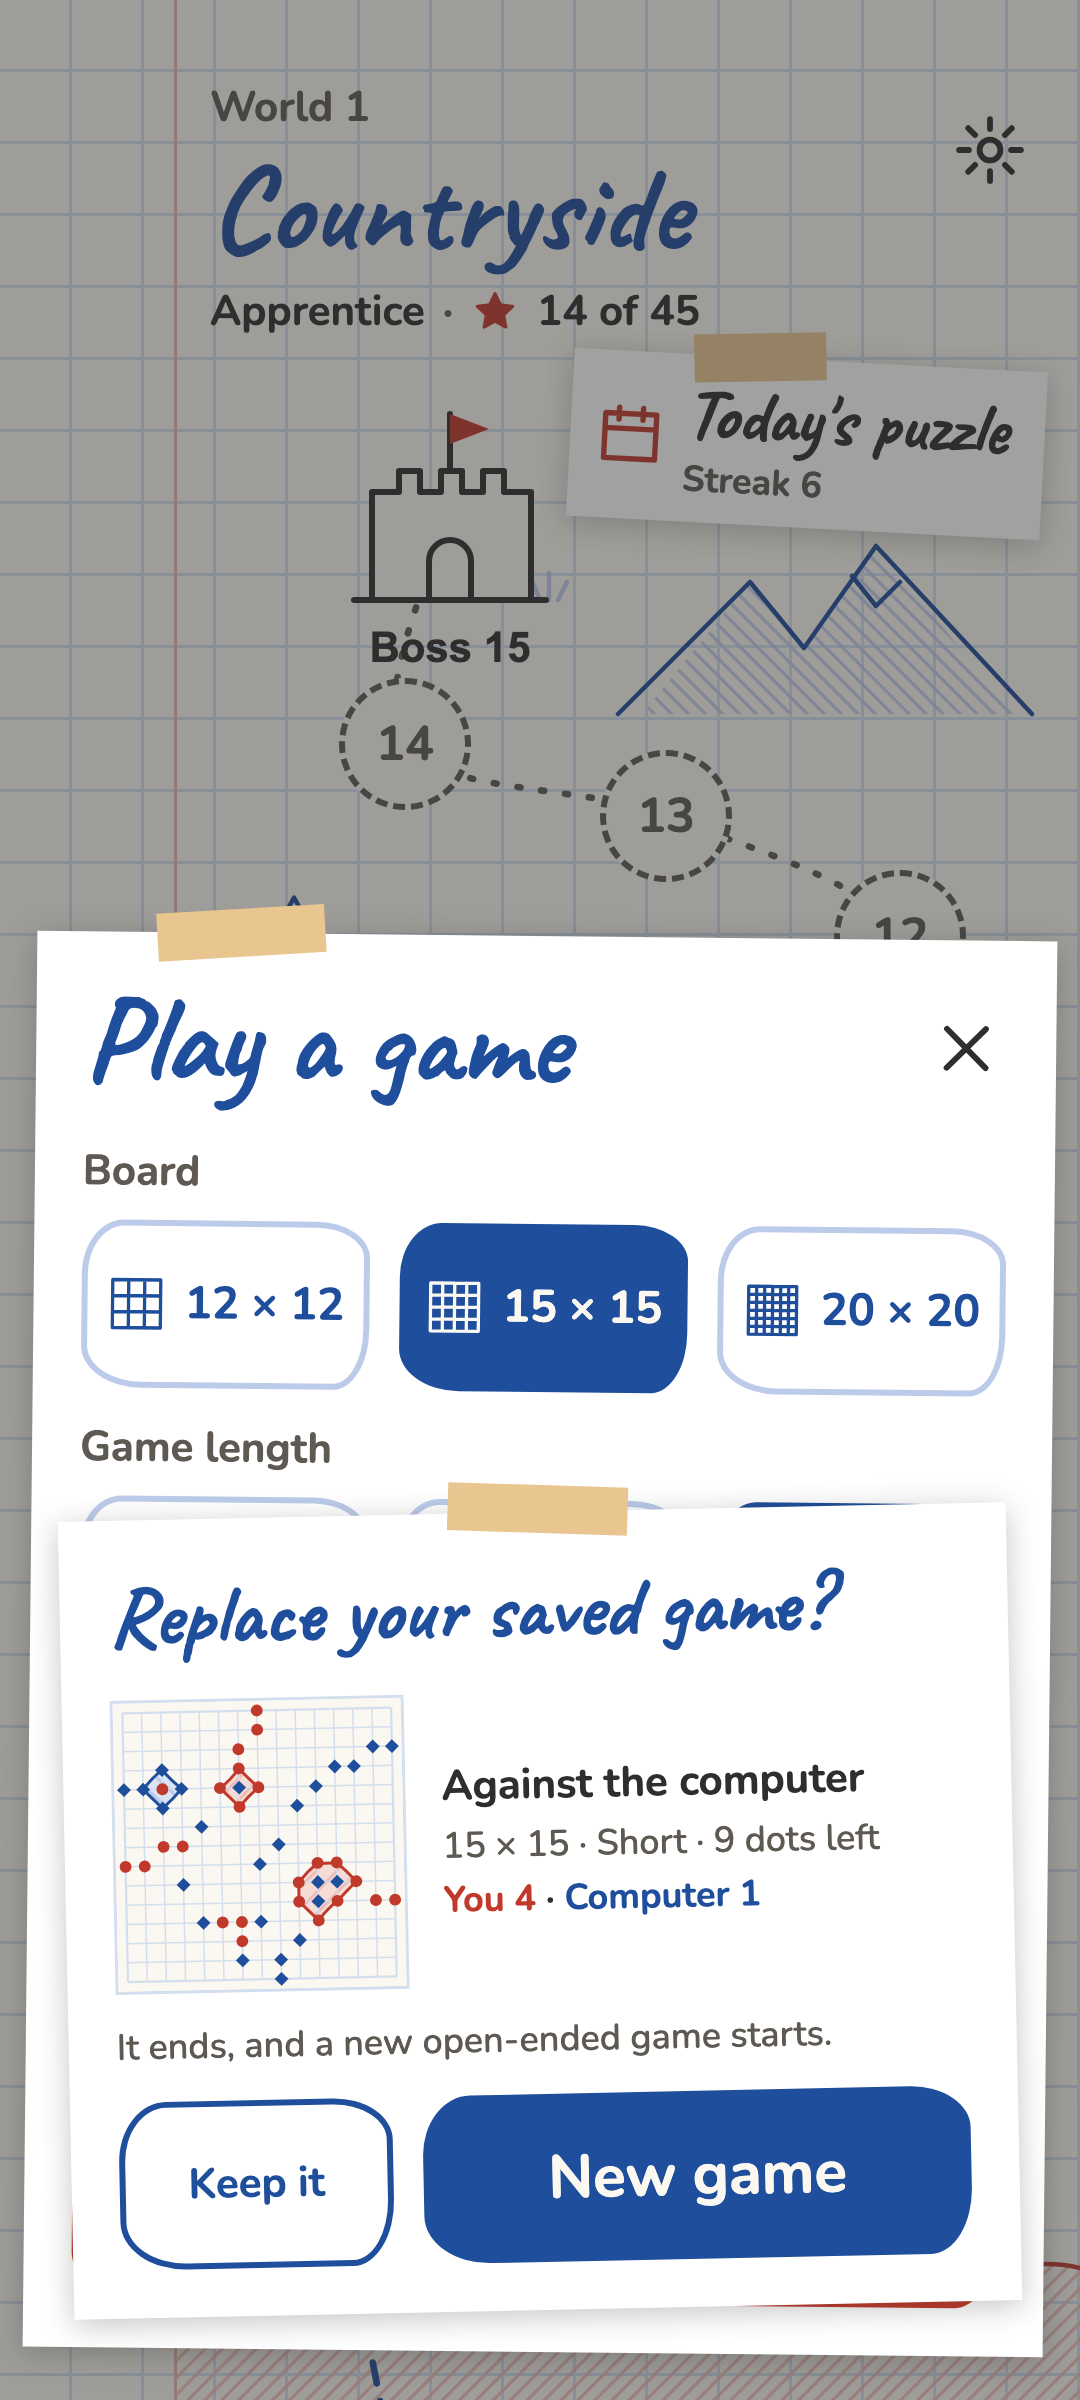 World 1
Countryside
Apprentice · 14 of 45
Today's puzzle
Streak 6
Boss 15
14
13
12
Play a game
Board
12 × 12
15 × 15
20 × 20
Game length
Replace your saved game?
Against the computer
15 × 15 · Short · 9 dots left
You 4 · Computer 1
It ends, and a new open-ended game starts.
Keep it
New game